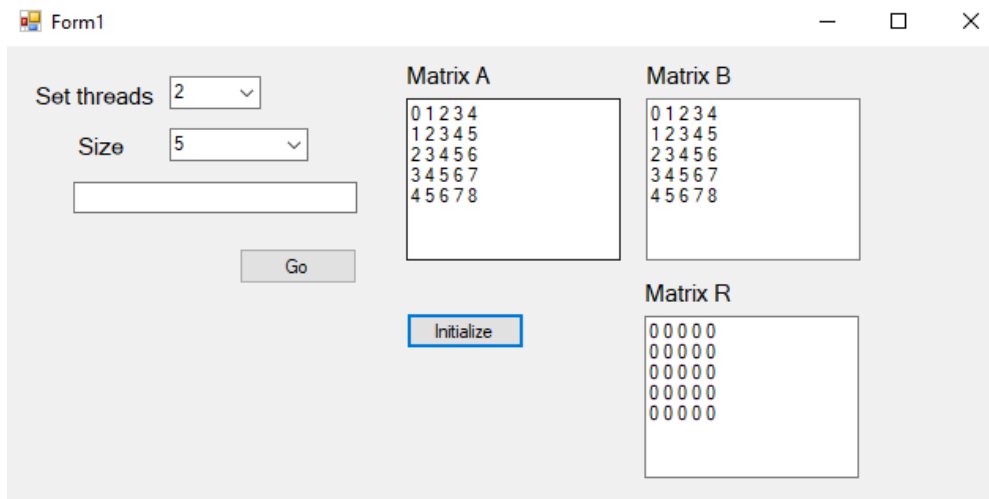 Form1
Set threads 2
Size 5
Go
Matrix A
0 1 2 3 4
1 2 3 4 5
2 3 4 5 6
3 4 5 6 7
4 5 6 7 8
Initialize
Matrix B
0 1 2 3 4
1 2 3 4 5
2 3 4 5 6
3 4 5 6 7
4 5 6 7 8
Matrix R
0 0 0 0 0
0 0 0 0 0
0 0 0 0 0
0 0 0 0 0
0 0 0 0 0